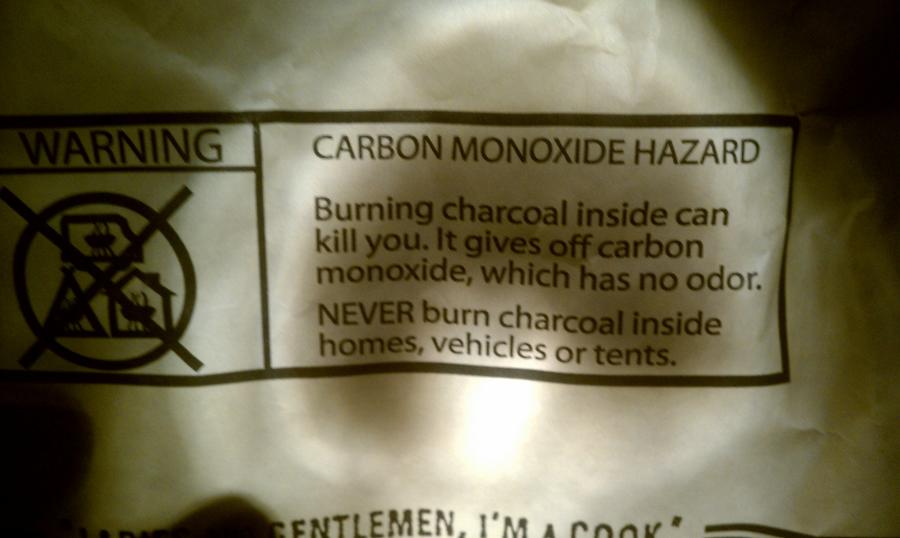 WARNING
CARBON MONOXIDE HAZARD
Burning charcoal inside can
kill you. It gives off carbon
monoxide, which has no odor.
NEVER burn charcoal inside
homes, vehicles or tents.
GENTLEMEN, I'M A COOK"